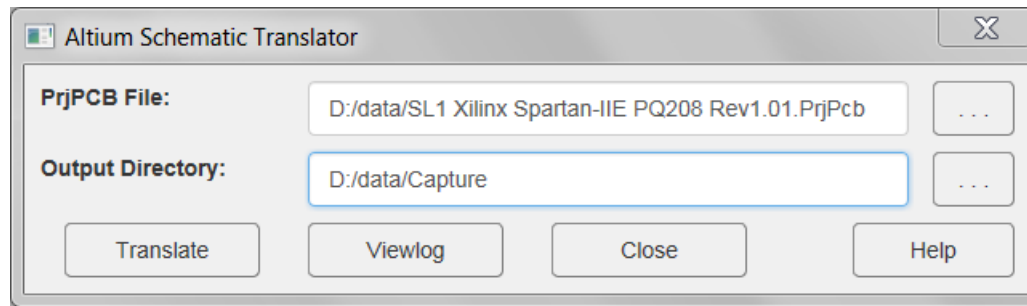 Altium Schematic Translator
PrjPCB File:
D:/data/SL1 Xilinx Spartan-IIE PQ208 Rev1.01.PrjPcb
. . .
Output Directory:
D:/data/Capture
. . .
Translate Viewlog Close Help